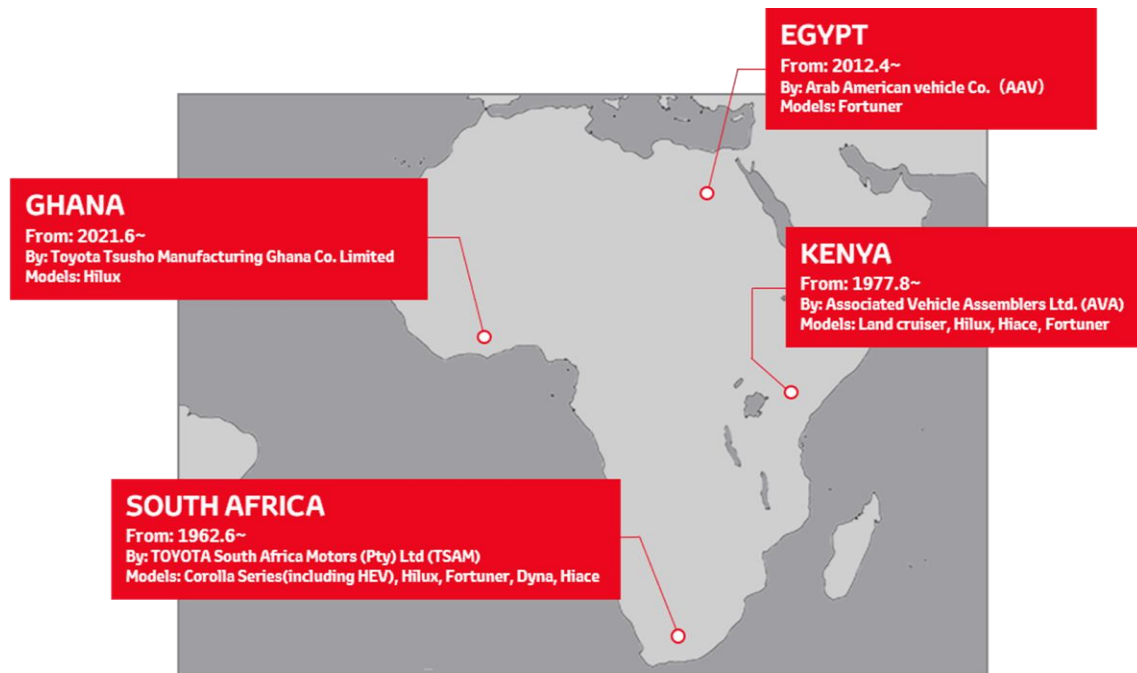 EGYPT
From: 2012.4~
By: Arab American vehicle Co. (AAV)
Models: Fortuner
GHANA
From: 2021.6~
By: Toyota Tsusho Manufacturing Ghana Co. Limited
Models: Hilux
KENYA
From: 1977.8~
By: Associated Vehicle Assemblers Ltd. (AVA)
Models: Land cruiser, Hilux, Hiace, Fortuner
SOUTH AFRICA
From: 1962.6~
By: TOYOTA South Africa Motors (Pty) Ltd (TSAM)
Models: Corolla Series(including HEV), Hilux, Fortuner, Dyna, Hiace